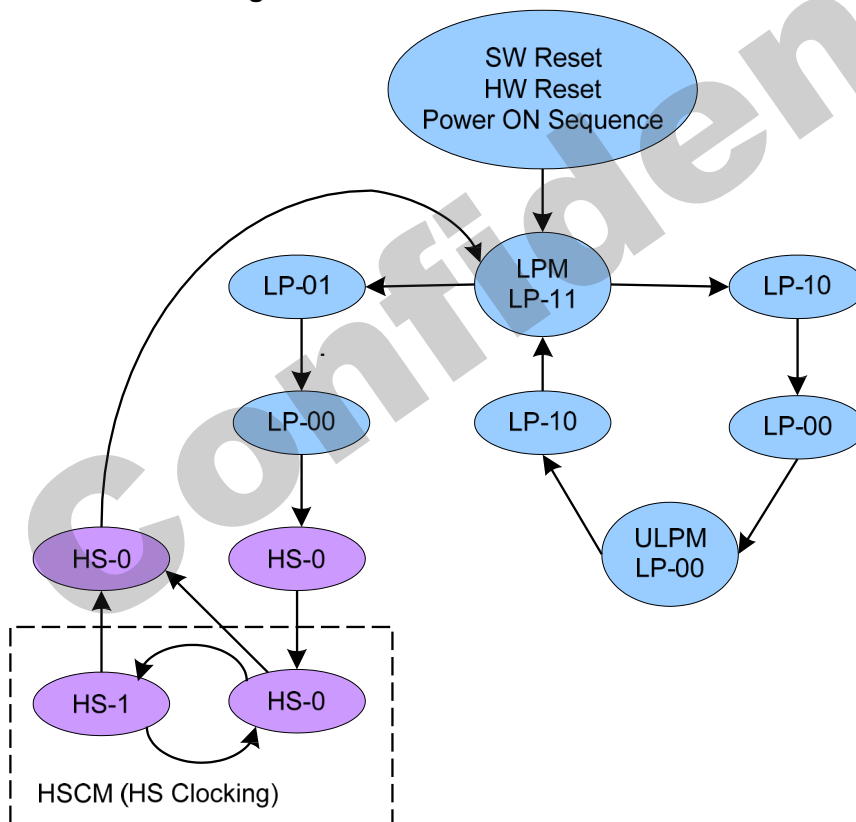 SW Reset
HW Reset
Power ON Sequence
LPM
LP-11
LP-01
LP-10
LP-00
LP-10
LP-00
ULPM
LP-00
HS-0
HS-0
HS-1
HS-0
HSCM (HS Clocking)
Confiden